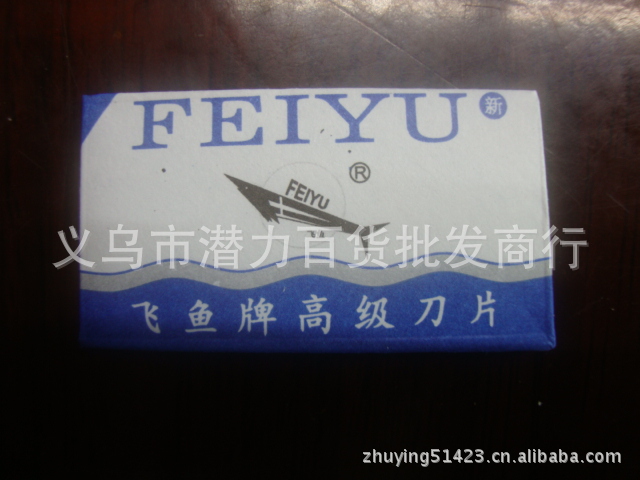 FEIYU 新
FEIYU ®
义乌市潜力百货批发商行
飞鱼牌高级刀片
zhuying51423.cn.alibaba.com